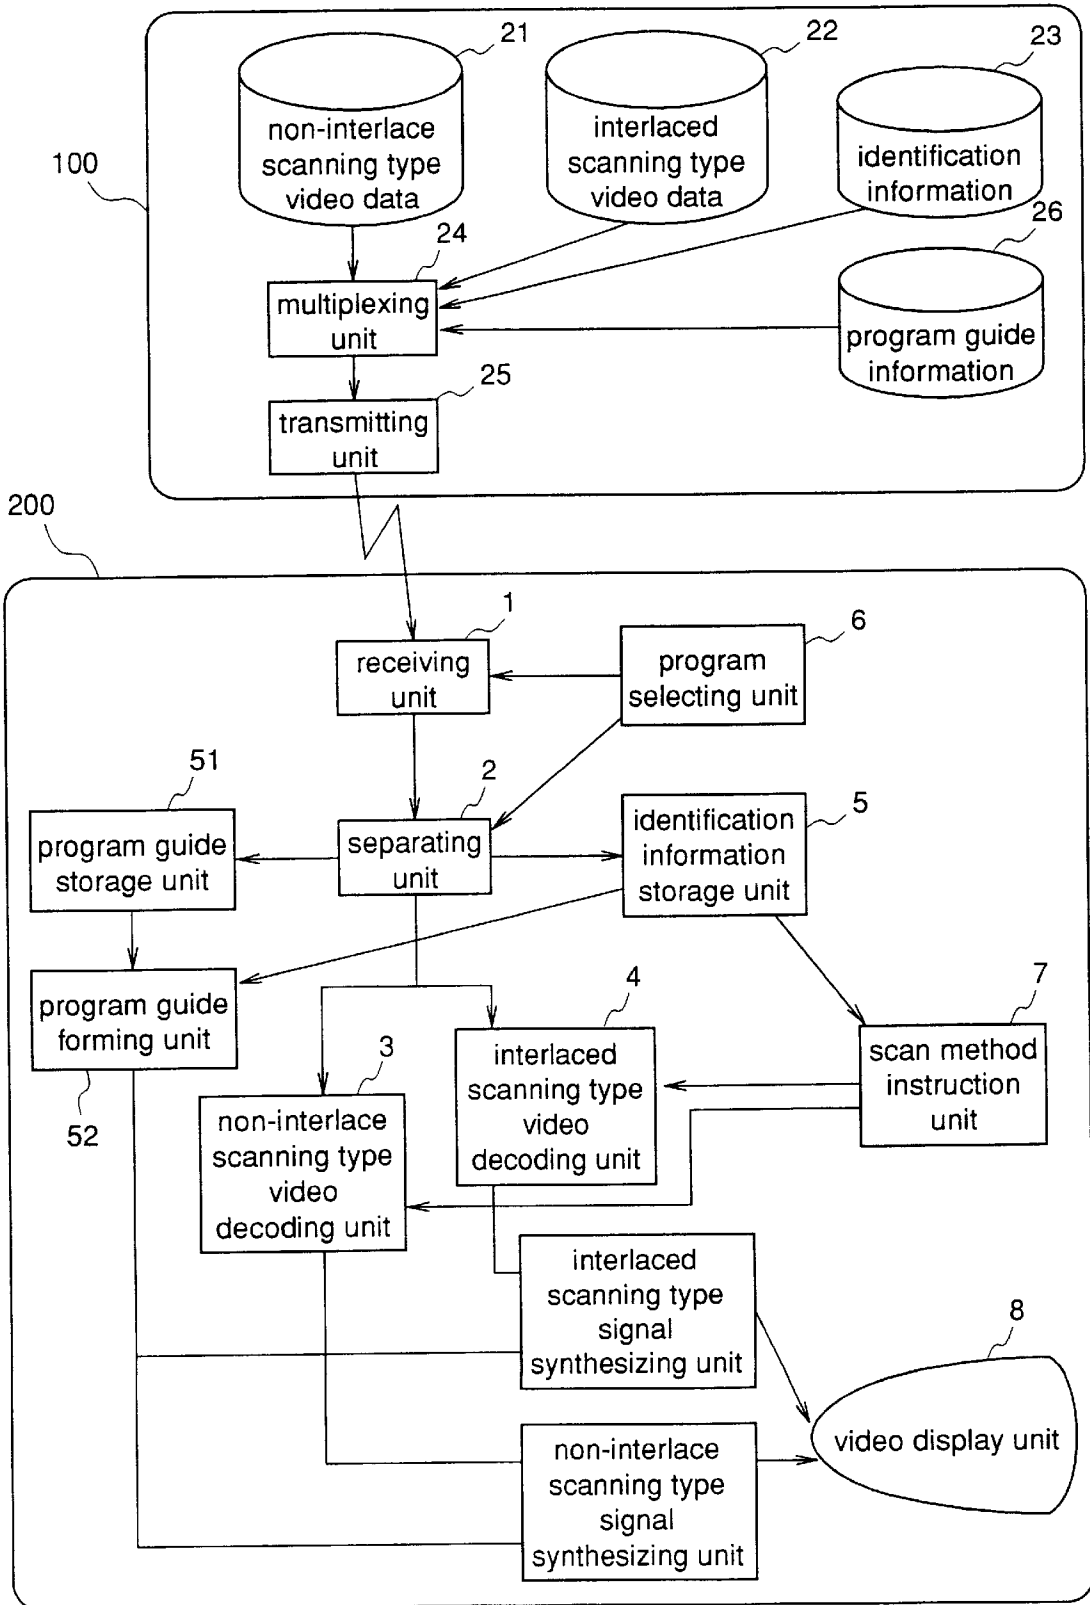 21
22
23
non-interlace
scanning type
video data
interlaced
scanning type
video data
identification
information
100
24
26
multiplexing
unit
program guide
information
25
transmitting
unit
200
1
6
receiving
unit
program
selecting unit
51
2
5
program guide
storage unit
separating
unit
identification
information
storage unit
program guide
forming unit
52
3
4
7
non-interlace
scanning type
video
decoding unit
interlaced
scanning type
video
decoding unit
scan method
instruction
unit
interlaced
scanning type
signal
synthesizing unit
8
video display unit
non-interlace
scanning type
signal
synthesizing unit